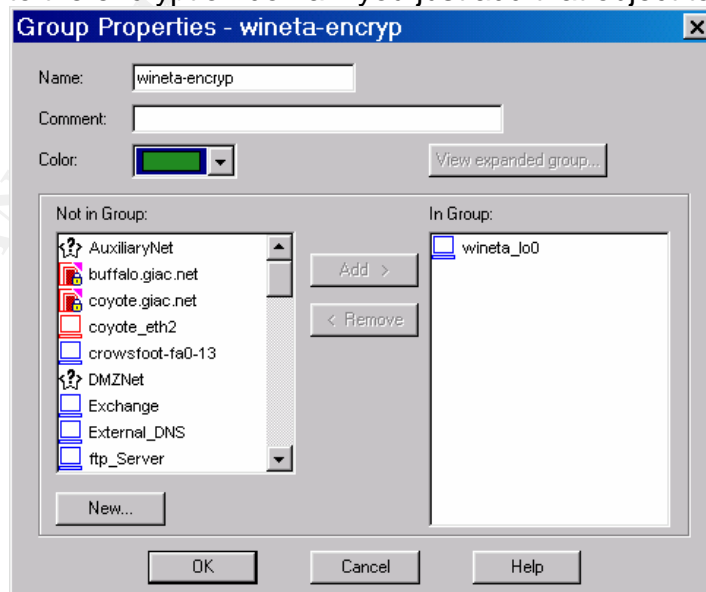 Group Properties - wineta-encryp
Name: wineta-encryp
Comment:
Color: View expanded group...
Not in Group: In Group:
AuxiliaryNet
buffalo.giac.net
coyote.giac.net
coyote_eth2
crowsfoot-fa0-13
DMZNet
Exchange
External_DNS
ftp_Server
Add >
< Remove
wineta_lo0
New...
OK Cancel Help